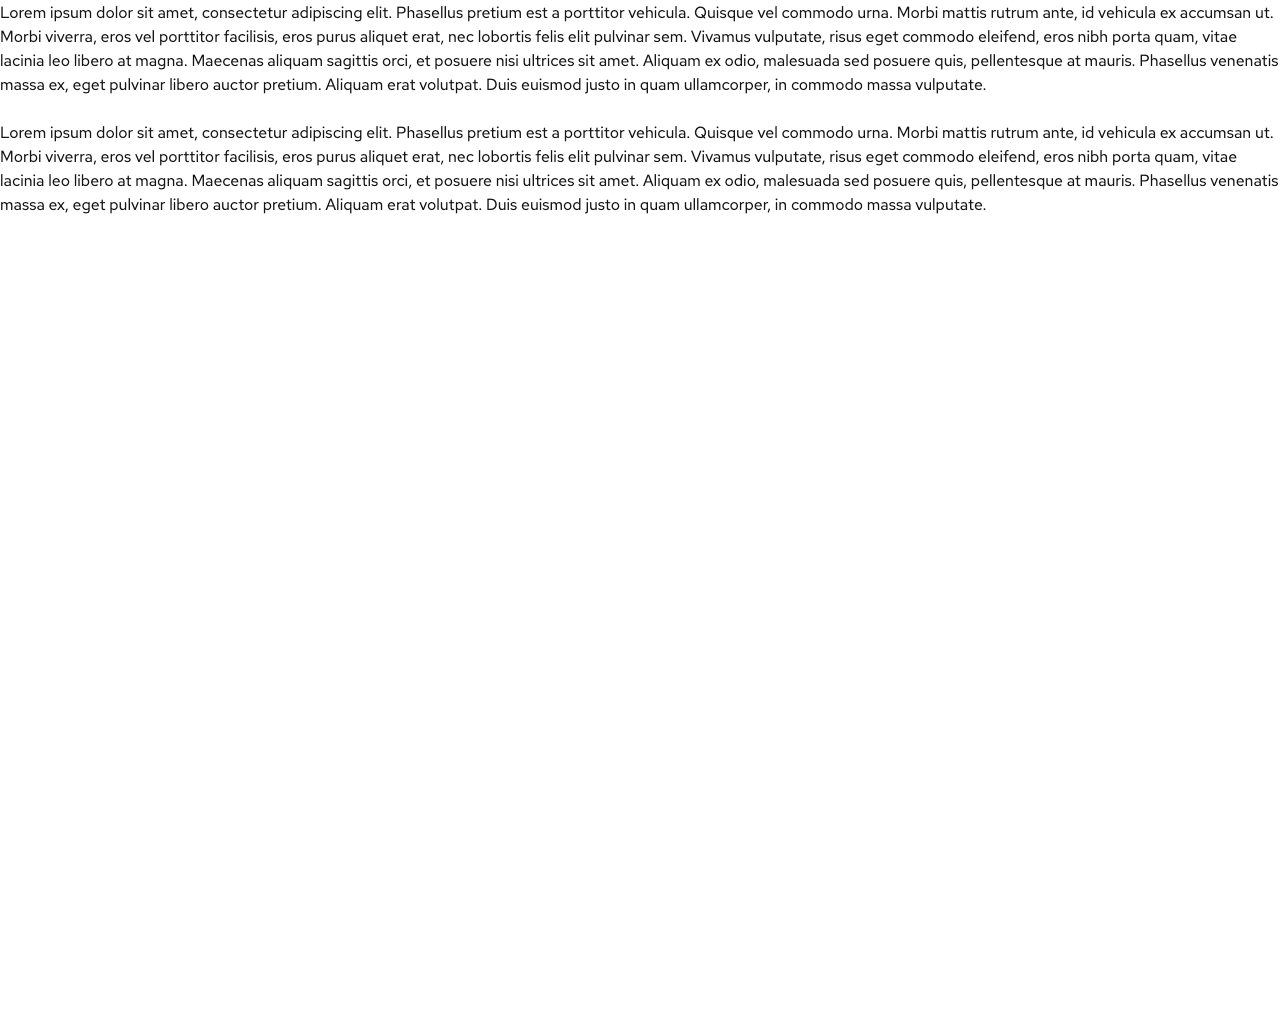 Lorem ipsum dolor sit amet, consectetur adipiscing elit. Phasellus pretium est a porttitor vehicula. Quisque vel commodo urna. Morbi mattis rutrum ante, id vehicula ex accumsan ut.
Morbi viverra, eros vel porttitor facilisis, eros purus aliquet erat, nec lobortis felis elit pulvinar sem. Vivamus vulputate, risus eget commodo eleifend, eros nibh porta quam, vitae
lacinia leo libero at magna. Maecenas aliquam sagittis orci, et posuere nisi ultrices sit amet. Aliquam ex odio, malesuada sed posuere quis, pellentesque at mauris. Phasellus venenatis
massa ex, eget pulvinar libero auctor pretium. Aliquam erat volutpat. Duis euismod justo in quam ullamcorper, in commodo massa vulputate.
Lorem ipsum dolor sit amet, consectetur adipiscing elit. Phasellus pretium est a porttitor vehicula. Quisque vel commodo urna. Morbi mattis rutrum ante, id vehicula ex accumsan ut.
Morbi viverra, eros vel porttitor facilisis, eros purus aliquet erat, nec lobortis felis elit pulvinar sem. Vivamus vulputate, risus eget commodo eleifend, eros nibh porta quam, vitae
lacinia leo libero at magna. Maecenas aliquam sagittis orci, et posuere nisi ultrices sit amet. Aliquam ex odio, malesuada sed posuere quis, pellentesque at mauris. Phasellus venenatis
massa ex, eget pulvinar libero auctor pretium. Aliquam erat volutpat. Duis euismod justo in quam ullamcorper, in commodo massa vulputate.